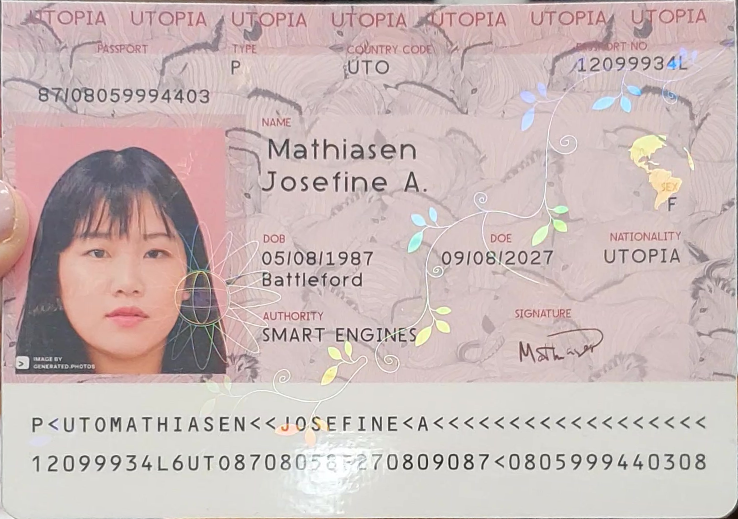 UTOPIA UTOPIA UTOPIA UTOPIA UTOPIA UTOPIA UTOPIA
PASSPORT TYPE COUNTRY CODE PASSPORT NO.
P UTO 12099934L
87/08059994403
NAME
Mathiasen
Josefine A.
SEX
F
DOB DOE NATIONALITY
05/08/1987 09/08/2027 UTOPIA
Battleford
AUTHORITY SIGNATURE
SMART ENGINES
Mathiasen
IMAGE BY
GENERATED.PHOTOS
P<UTOMATHIASEN<<JOSEFINE<A<<<<<<<<<<<<<<<<<<
12099934L6UTO8708058F270809087<0805999440308